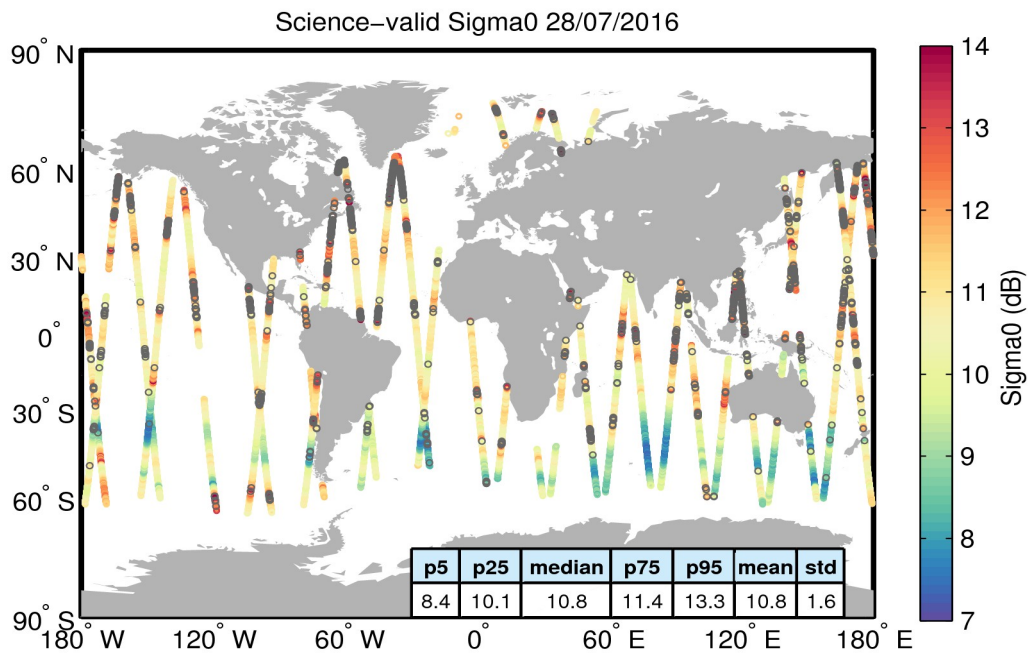 Science−valid Sigma0 28/07/2016
90° N
60° N
30° N
0°
30° S
60° S
90° S
180° W
120° W
60° W
0°
60° E
120° E
180° E
p5 p25 median p75 p95 mean std
8.4 10.1 10.8 11.4 13.3 10.8 1.6
14
13
12
11
10
9
8
7
Sigma0 (dB)